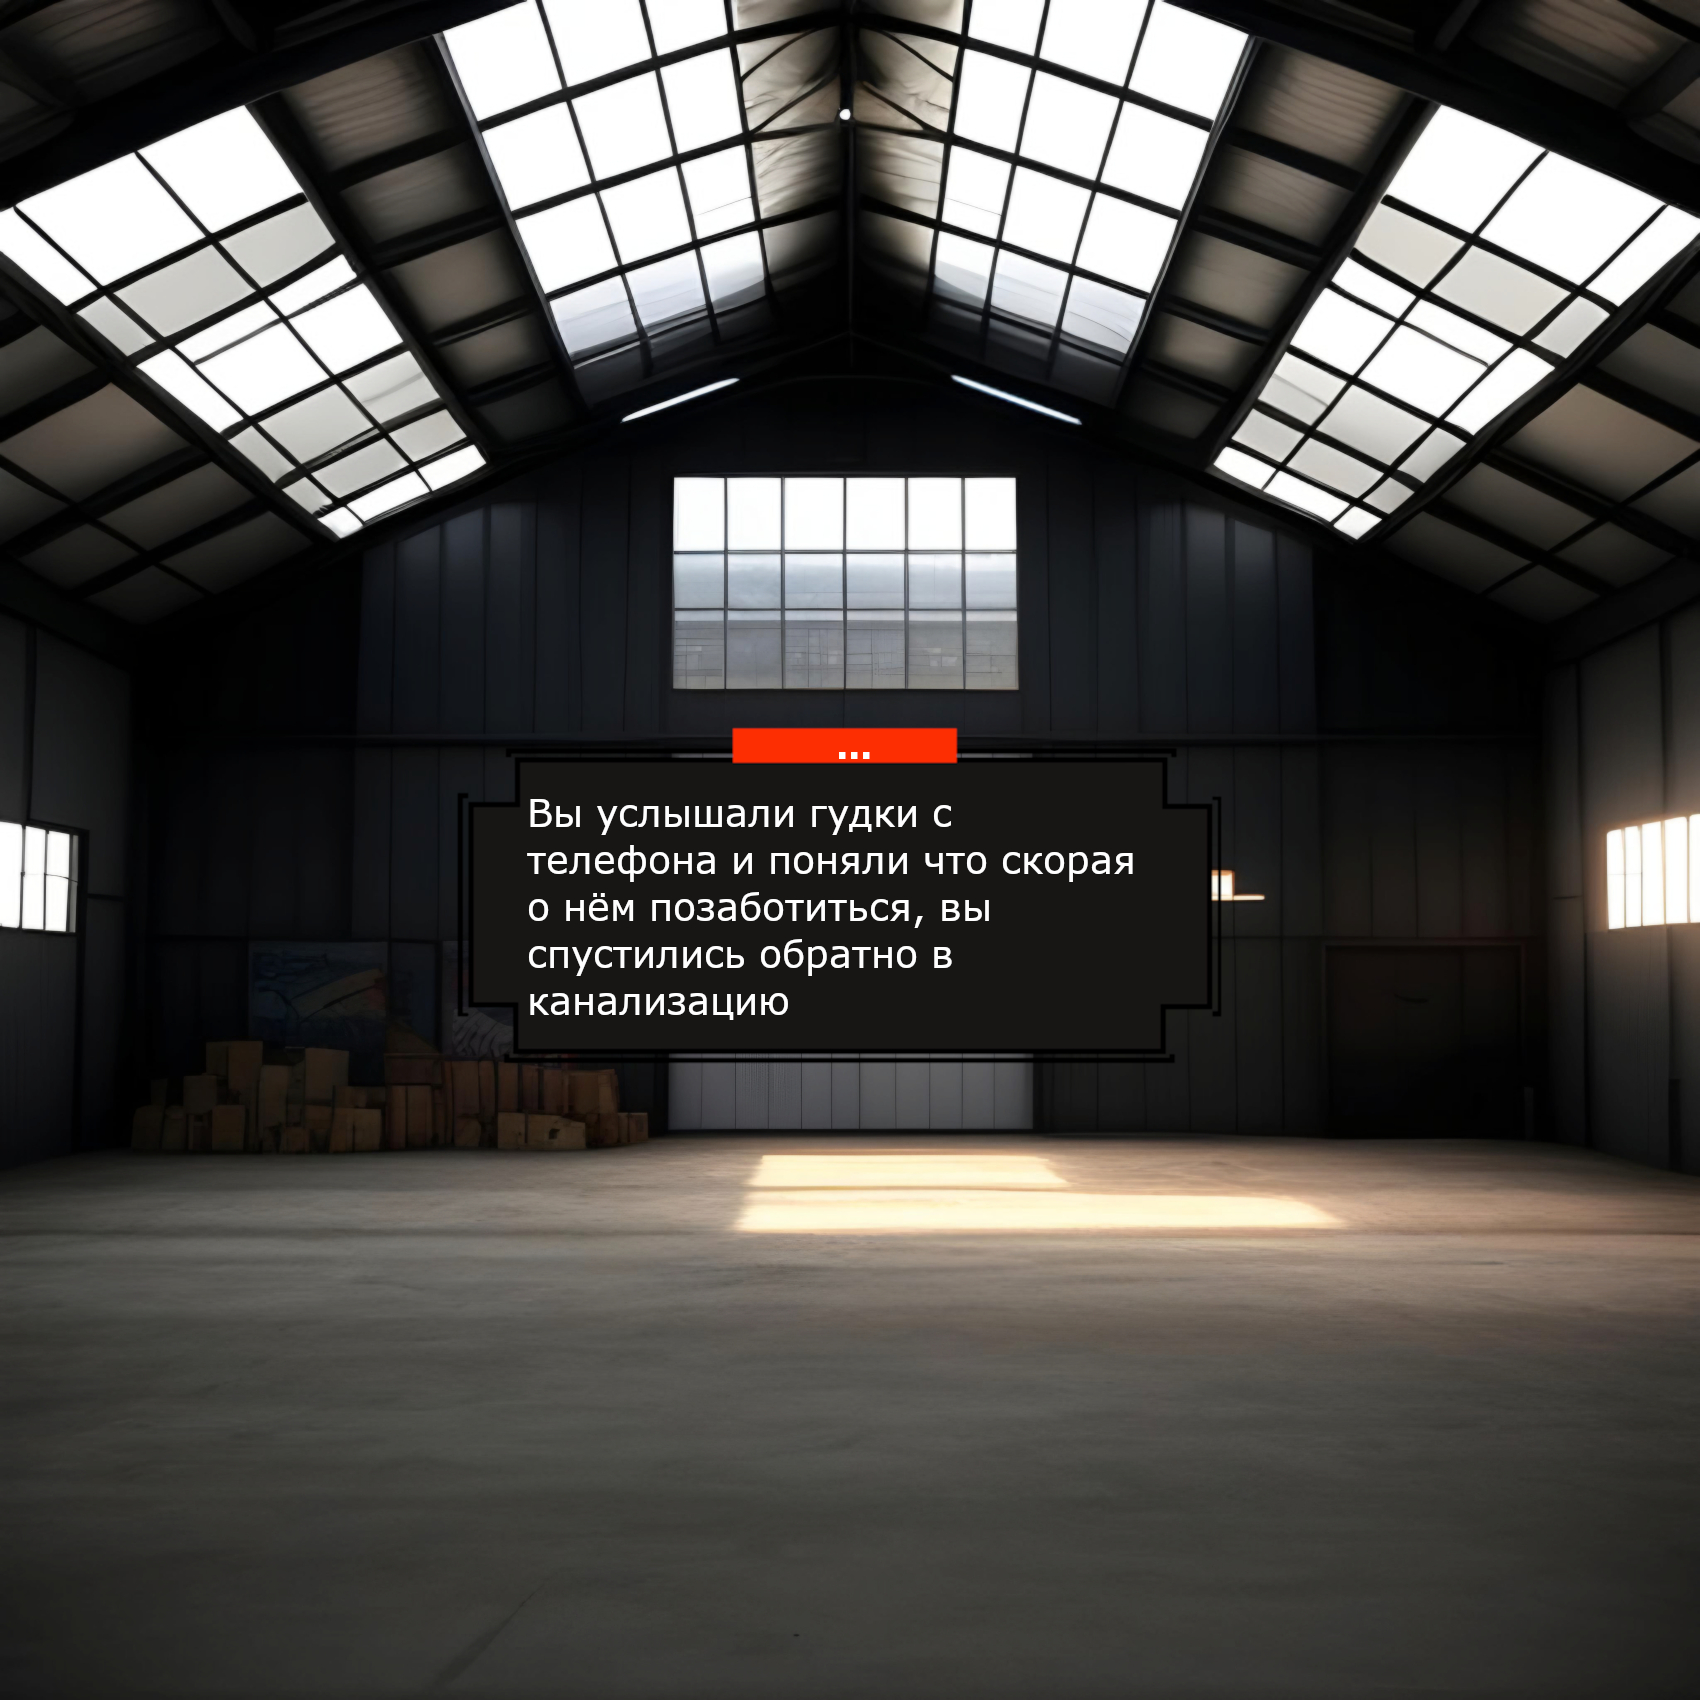 ...
Вы услышали гудки с
телефона и поняли что скорая
о нём позаботиться, вы
спустились обратно в
канализацию